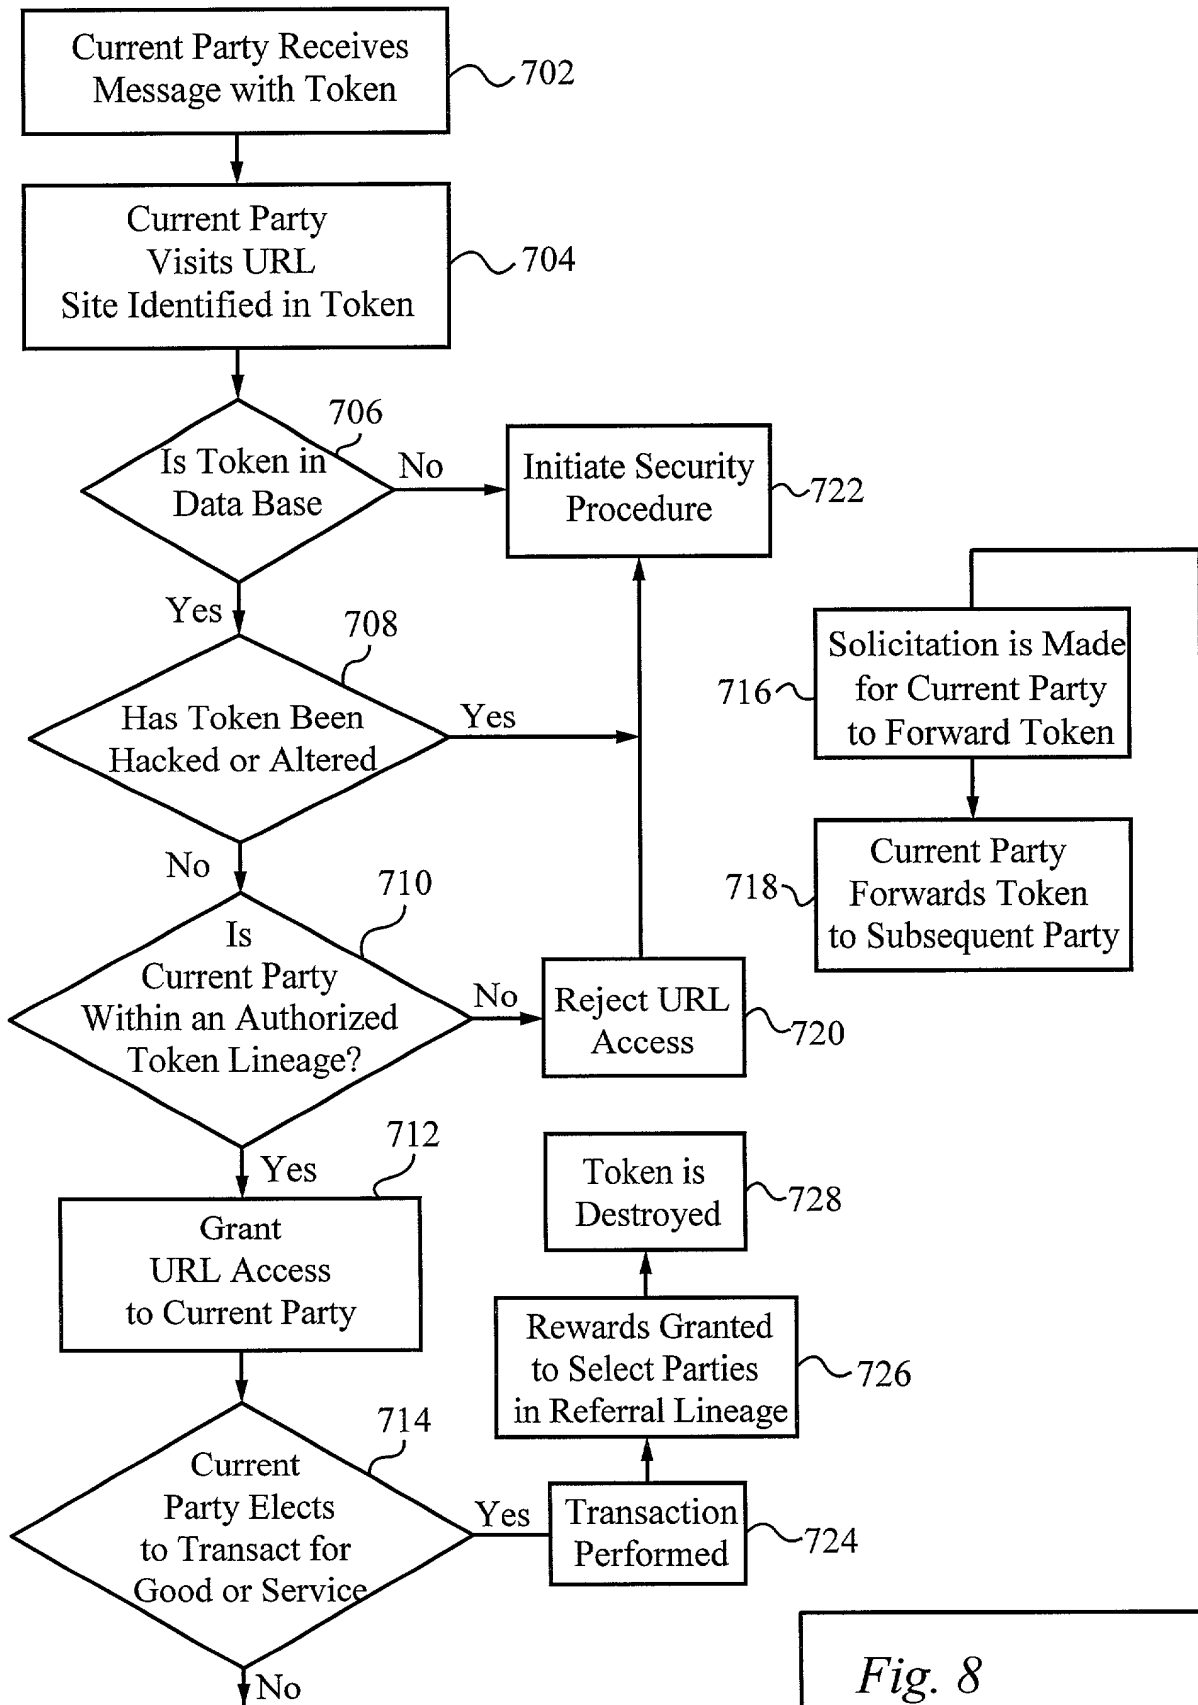 Current Party Receives
Message with Token
702
Current Party
Visits URL
Site Identified in Token
704
706
Is Token in
Data Base
No
Initiate Security
Procedure
722
Yes
708
Has Token Been
Hacked or Altered
Yes
Solicitation is Made
for Current Party
to Forward Token
716
Current Party
Forwards Token
to Subsequent Party
718
No
710
Is
Current Party
Within an Authorized
Token Lineage?
No
Reject URL
Access
720
Yes
712
Grant
URL Access
to Current Party
Token is
Destroyed
728
Rewards Granted
to Select Parties
in Referral Lineage
726
714
Current
Party Elects
to Transact for
Good or Service
Yes
Transaction
Performed
724
No
Fig. 8